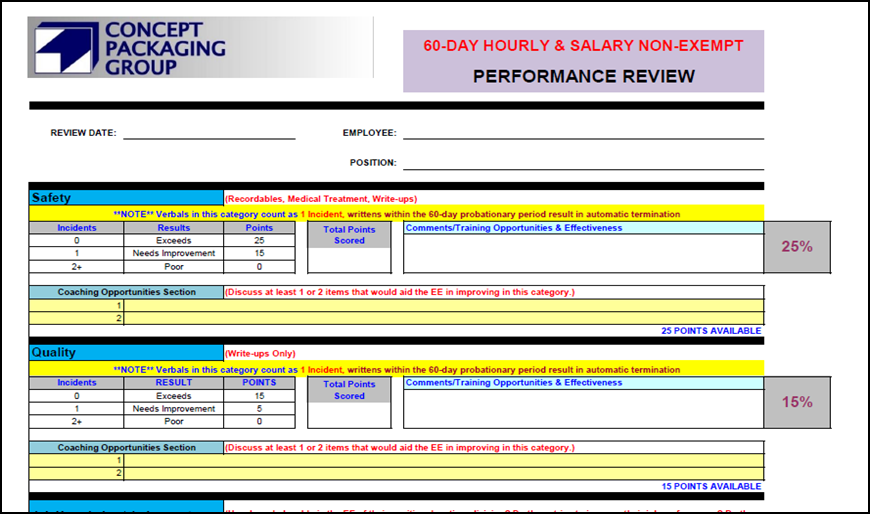 CONCEPT
PACKAGING
GROUP
60-DAY HOURLY & SALARY NON-EXEMPT
PERFORMANCE REVIEW
REVIEW DATE:
EMPLOYEE:
POSITION:
Safety
(Recordables, Medical Treatment, Write-ups)
**NOTE** Verbals in this category count as 1 Incident, writtens within the 60-day probationary period result in automatic termination
Incidents Results Points
Total Points
Scored
Comments/Training Opportunities & Effectiveness
0 Exceeds 25
1 Needs Improvement 15
2+ Poor 0
25%
Coaching Opportunities Section
(Discuss at least 1 or 2 items that would aid the EE in improving in this category.)
1
2
25 POINTS AVAILABLE
Quality
(Write-ups Only)
**NOTE** Verbals in this category count as 1 Incident, writtens within the 60-day probationary period result in automatic termination
Incidents RESULT POINTS
Total Points
Scored
Comments/Training Opportunities & Effectiveness
0 Exceeds 15
1 Needs Improvement 5
2+ Poor 0
15%
Coaching Opportunities Section
(Discuss at least 1 or 2 items that would aid the EE in improving in this category.)
1
2
15 POINTS AVAILABLE